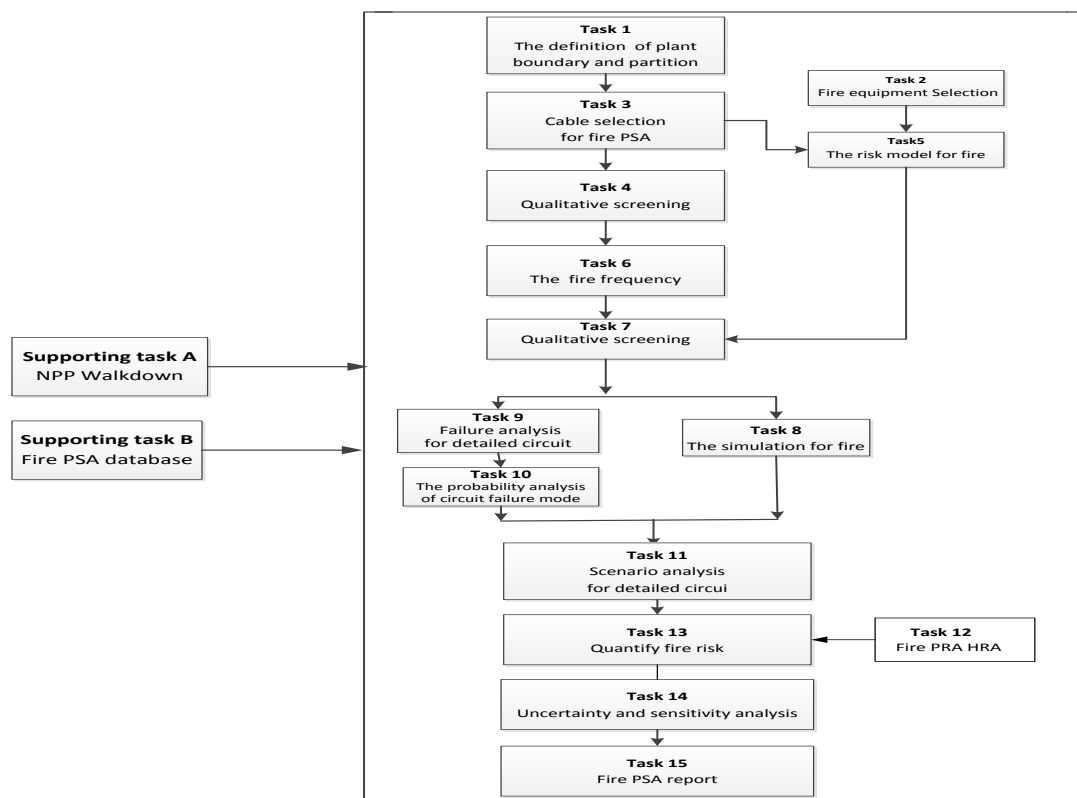 Task 1
The definition of plant
boundary and partition
Task 2
Fire equipment Selection
Task 3
Cable selection
for fire PSA
Task5
The risk model for fire
Task 4
Qualitative screening
Task 6
The fire frequency
Task 7
Qualitative screening
Supporting task A
NPP Walkdown
Supporting task B
Fire PSA database
Task 9
Failure analysis
for detailed circuit
Task 8
The simulation for fire
Task 10
The probability analysis
of circuit failure mode
Task 11
Scenario analysis
for detailed circui
Task 13
Quantify fire risk
Task 12
Fire PRA HRA
Task 14
Uncertainty and sensitivity analysis
Task 15
Fire PSA report